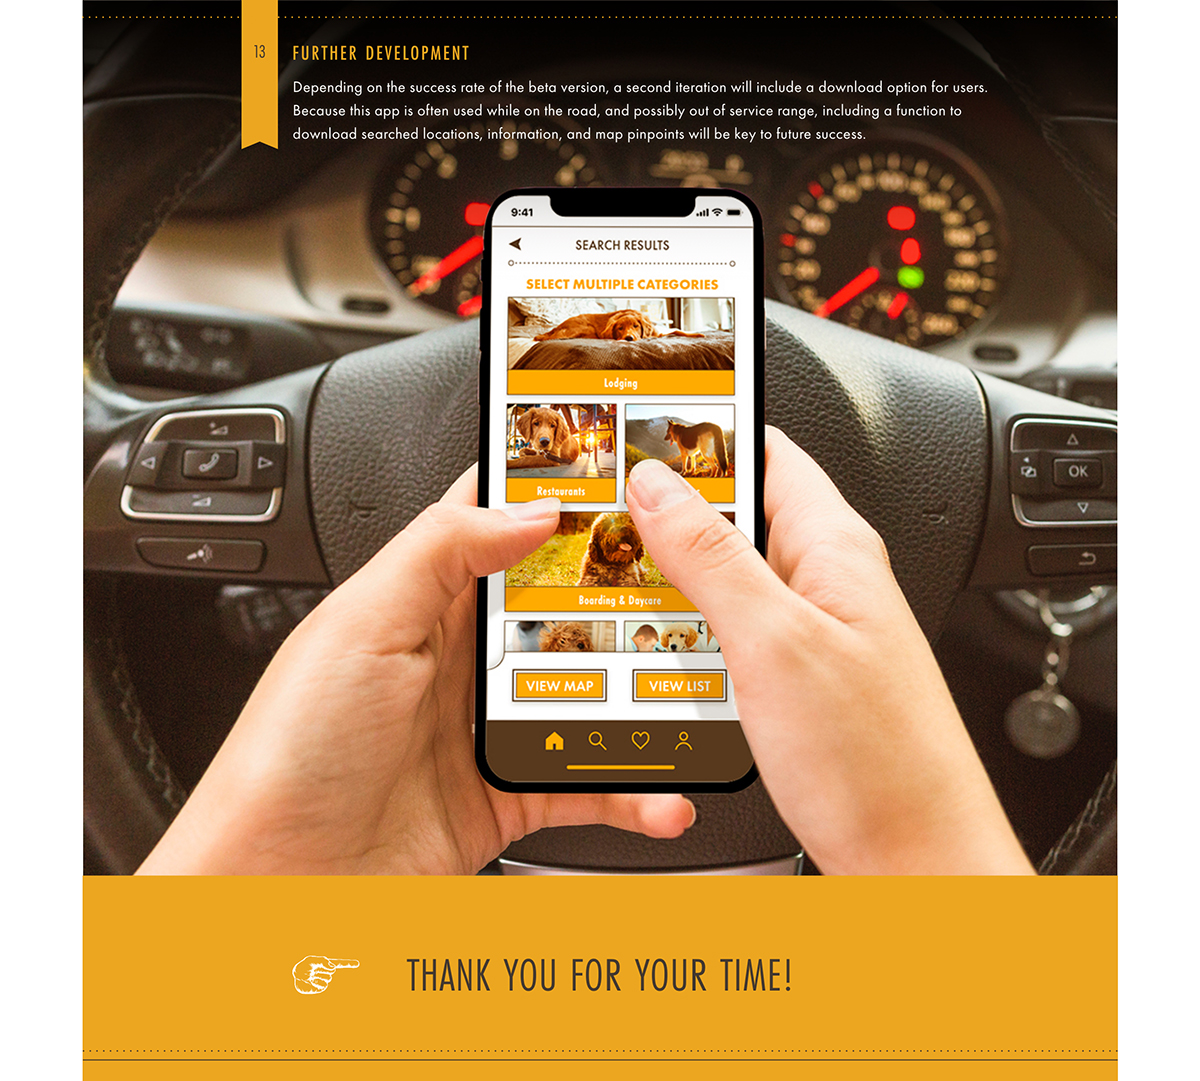 13
FURTHER DEVELOPMENT
Depending on the success rate of the beta version, a second iteration will include a download option for users.
Because this app is often used while on the road, and possibly out of service range, including a function to
download searched locations, information, and map pinpoints will be key to future success.
9:41
SEARCH RESULTS
SELECT MULTIPLE CATEGORIES
Lodging
Restaurants
Boarding & Daycare
VIEW MAP
VIEW LIST
OK
THANK YOU FOR YOUR TIME!